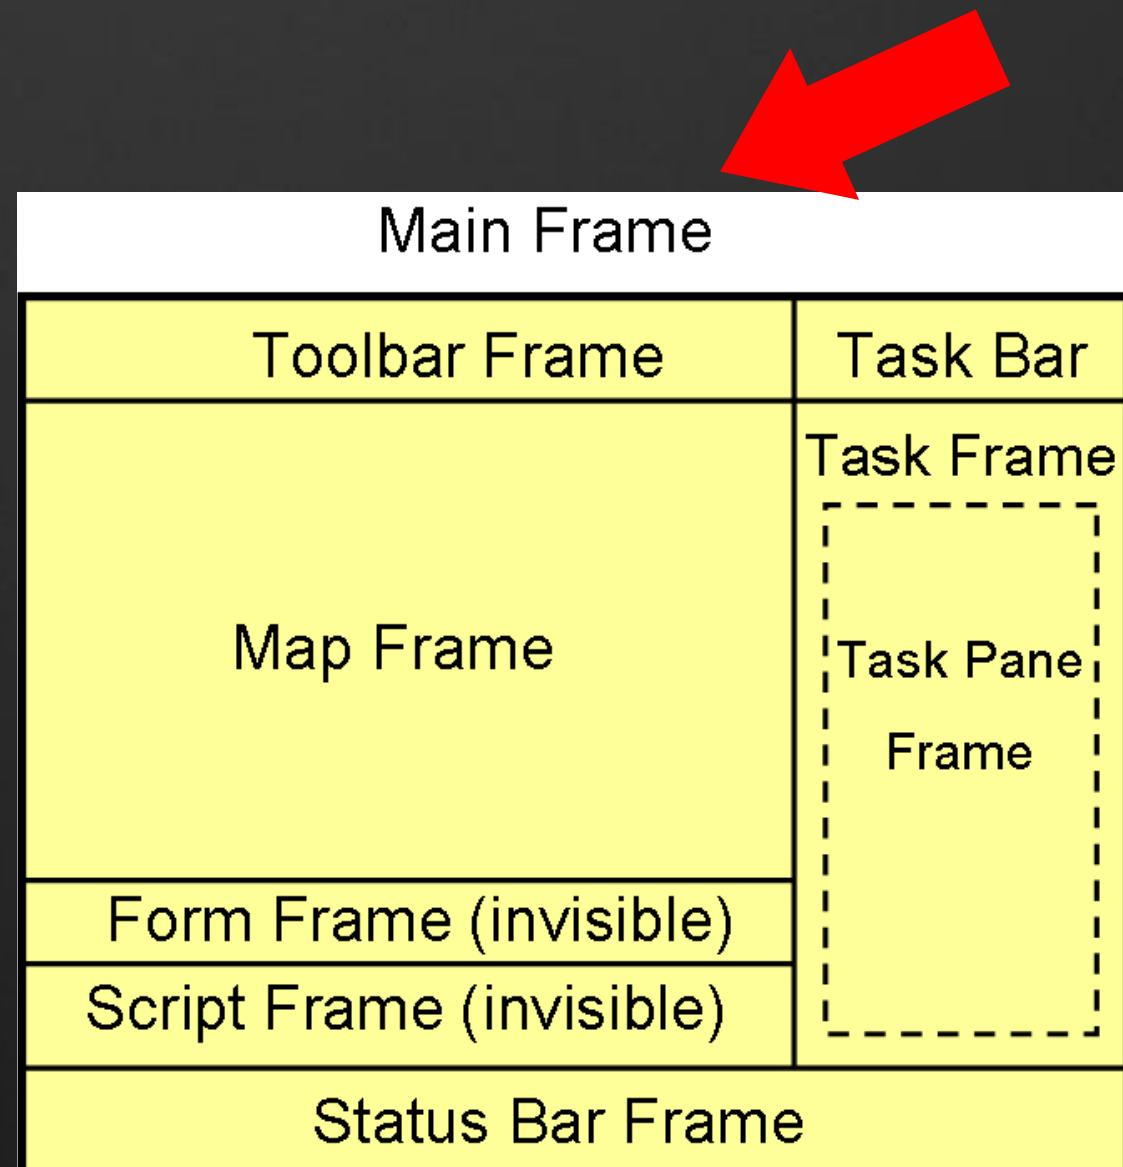 Main Frame
Toolbar Frame
Task Bar
Task Frame
Map Frame
Task Pane
Frame
Form Frame (invisible)
Script Frame (invisible)
Status Bar Frame